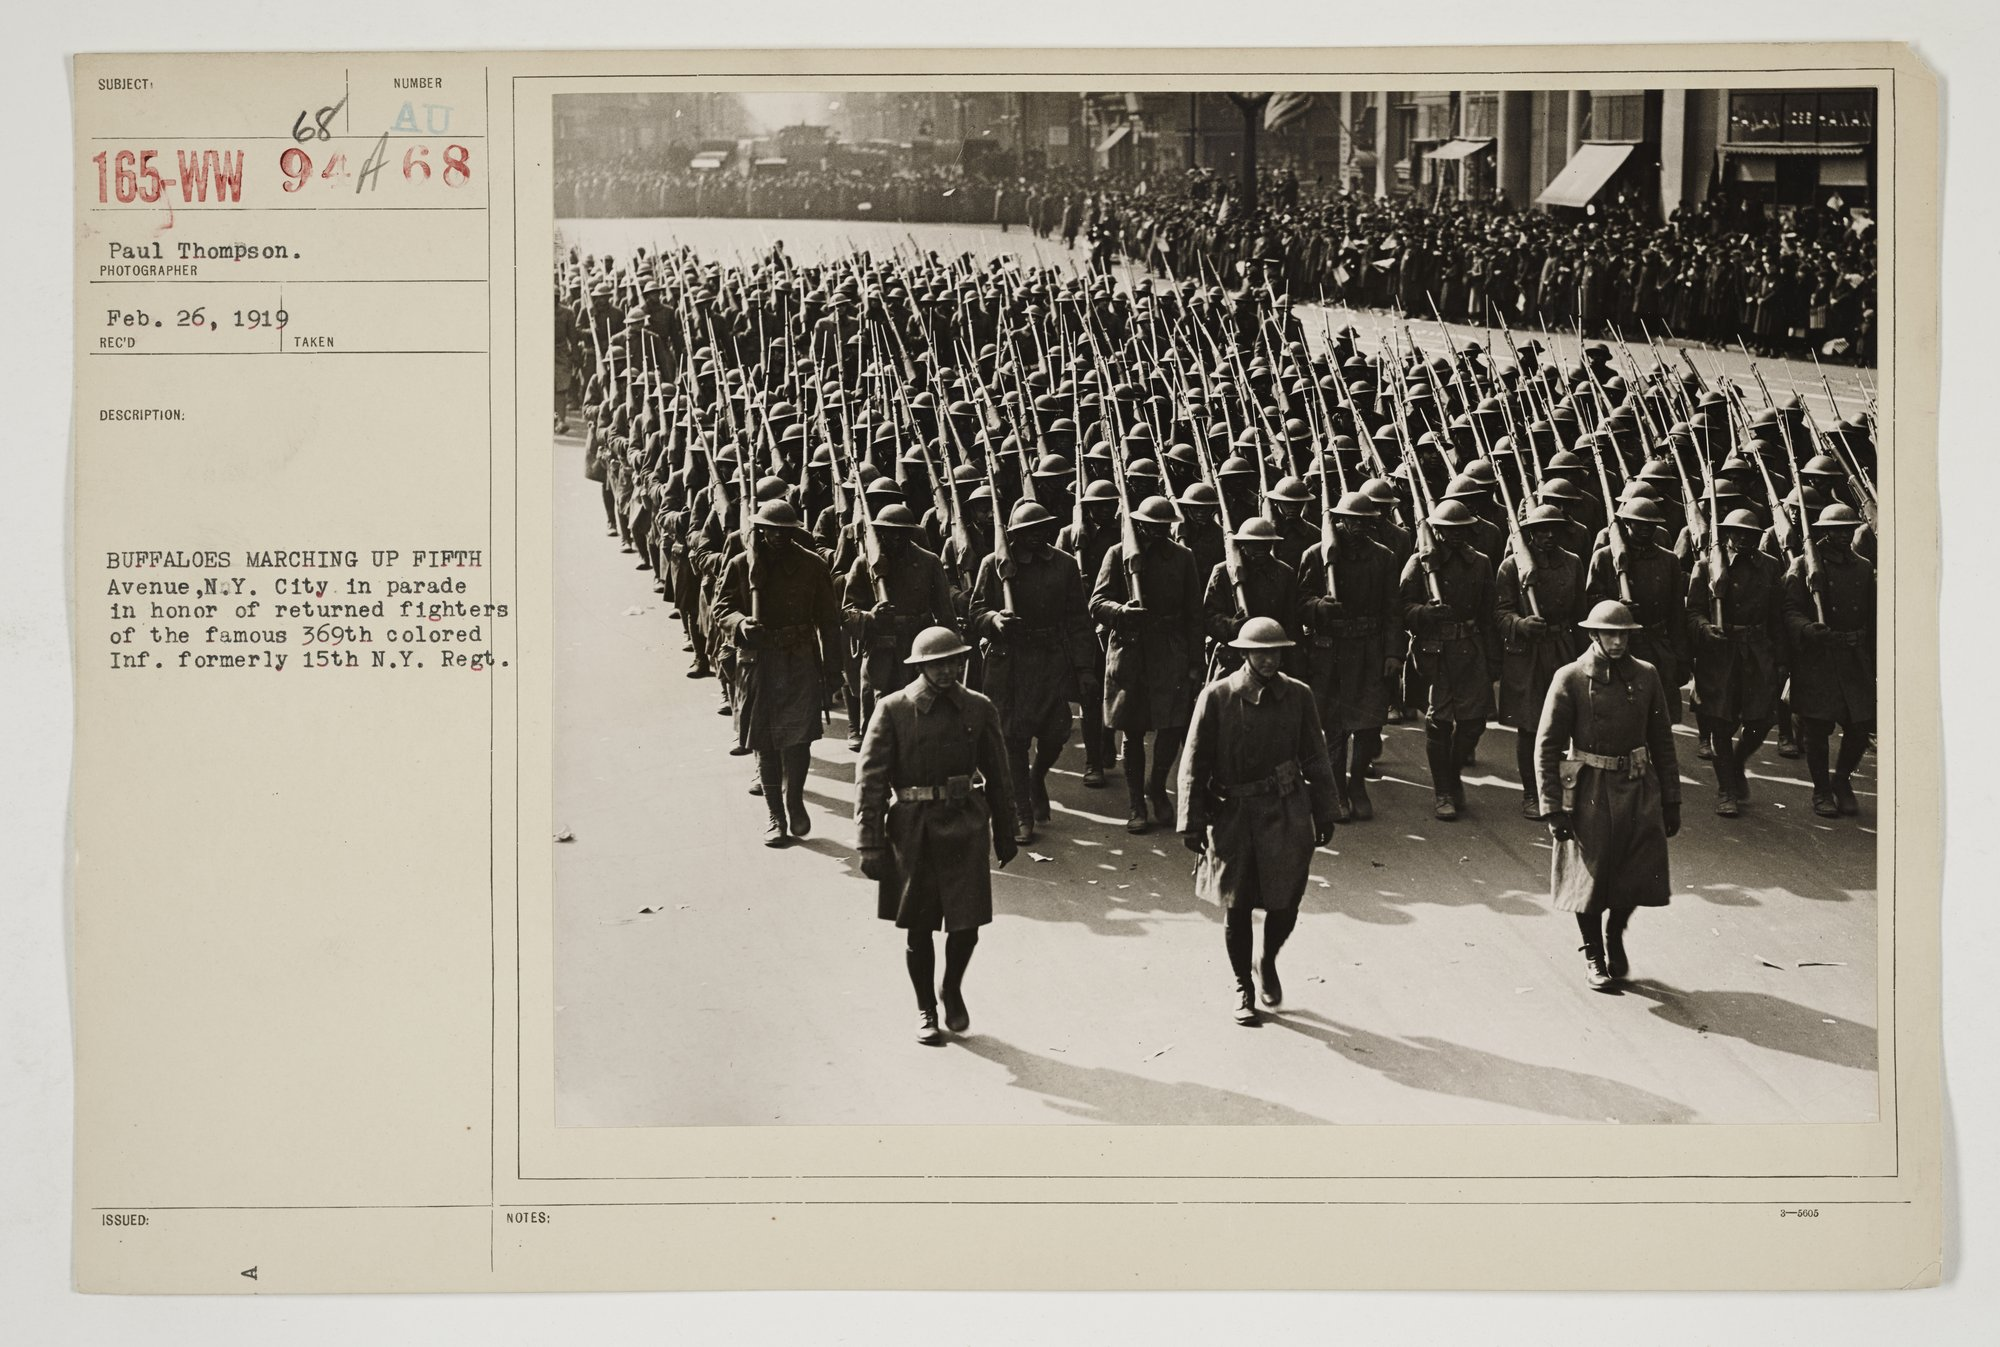 SUBJECT:
NUMBER
68
AU
165-WW 94A68
Paul Thompson.
PHOTOGRAPHER
Feb. 26, 1919
REC'D
TAKEN
DESCRIPTION:
BUFFALOES MARCHING UP FIFTH
Avenue,N.Y. City in parade
in honor of returned fighters
of the famous 369th colored
Inf. formerly 15th N.Y. Regt.
ISSUED:
A
NOTES:
3—5605